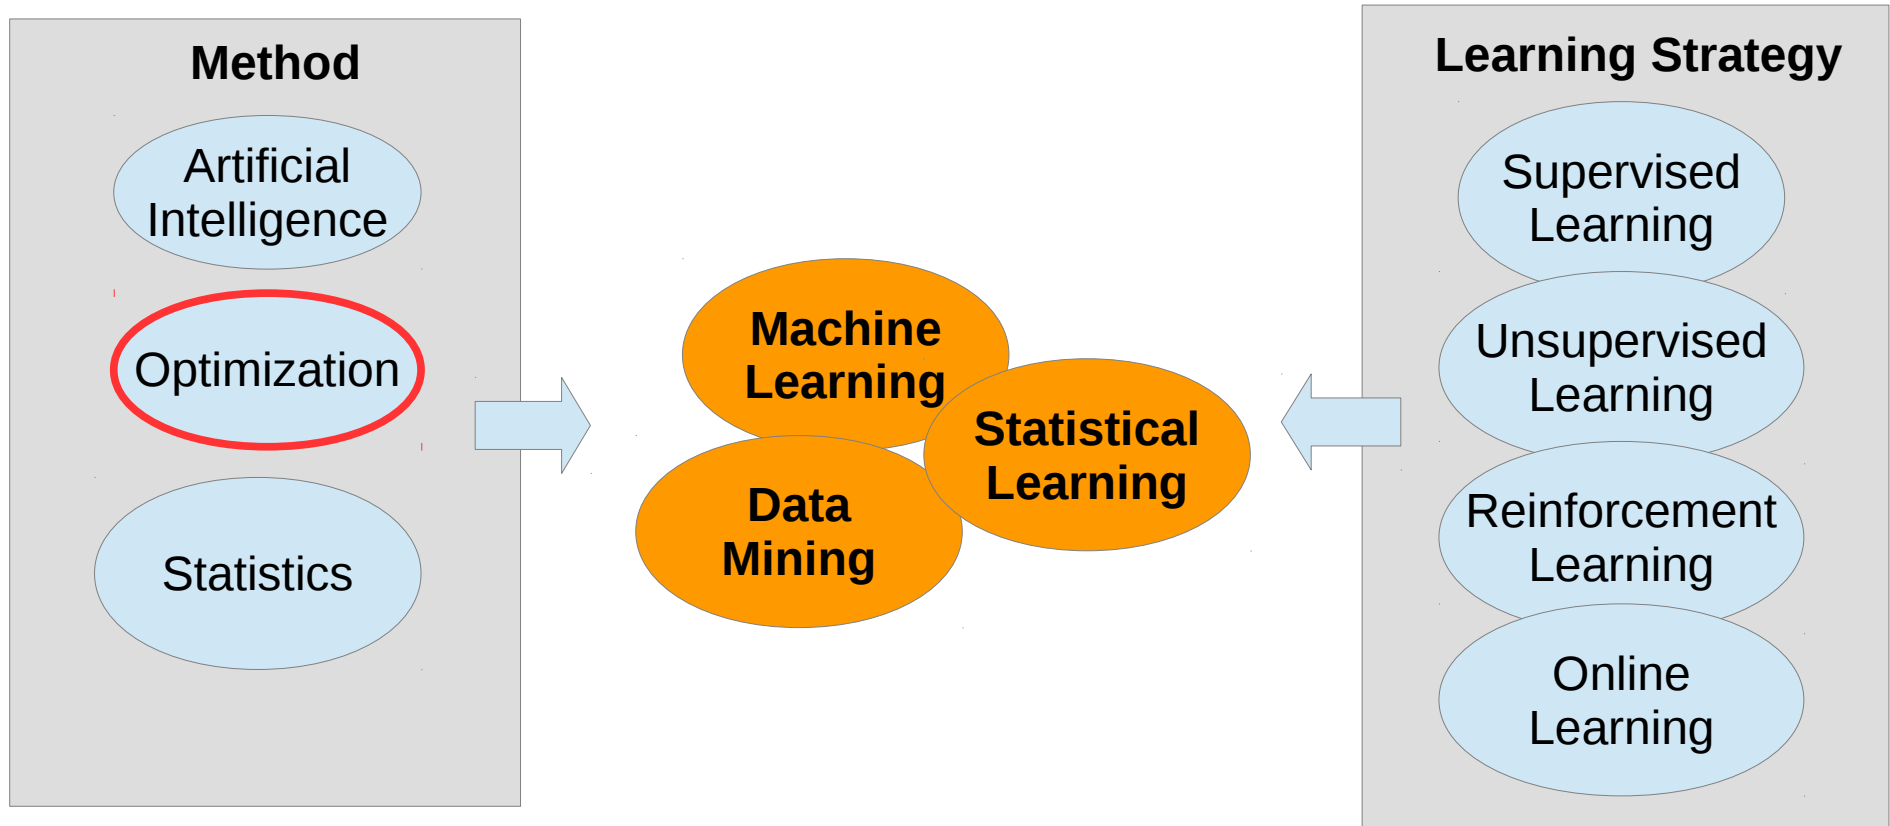 Method
Artificial
Intelligence
Optimization
Statistics
Machine
Learning
Statistical
Learning
Data
Mining
Learning Strategy
Supervised
Learning
Unsupervised
Learning
Reinforcement
Learning
Online
Learning